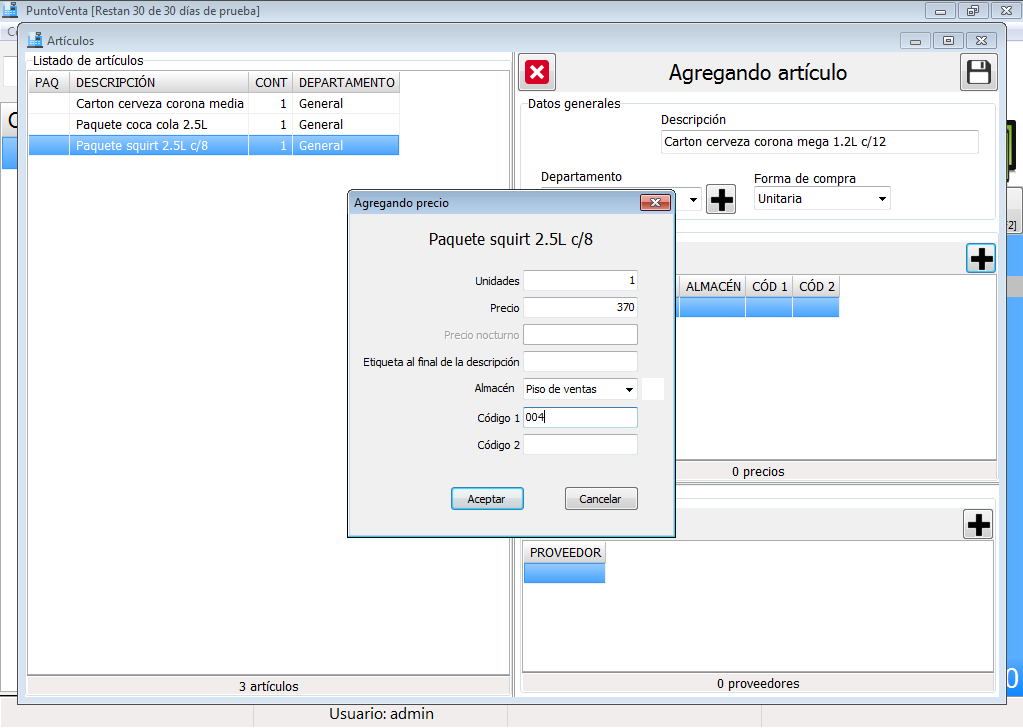 PuntoVenta [Restan 30 de 30 días de prueba]
Artículos
Listado de artículos
PAQ DESCRIPCIÓN CONT DEPARTAMENTO
Carton cerveza corona media 1 General
Paquete coca cola 2.5L 1 General
Paquete squirt 2.5L c/8 1 General
3 artículos
Agregando artículo
Datos generales
Descripción
Carton cerveza corona mega 1.2L c/12
Departamento
Forma de compra
Unitaria
ALMACÉN CÓD 1 CÓD 2
0 precios
PROVEEDOR
0 proveedores
Agregando precio
Paquete squirt 2.5L c/8
Unidades 1
Precio 370
Precio nocturno
Etiqueta al final de la descripción
Almacén Piso de ventas
Código 1 004
Código 2
Aceptar Cancelar
Usuario: admin